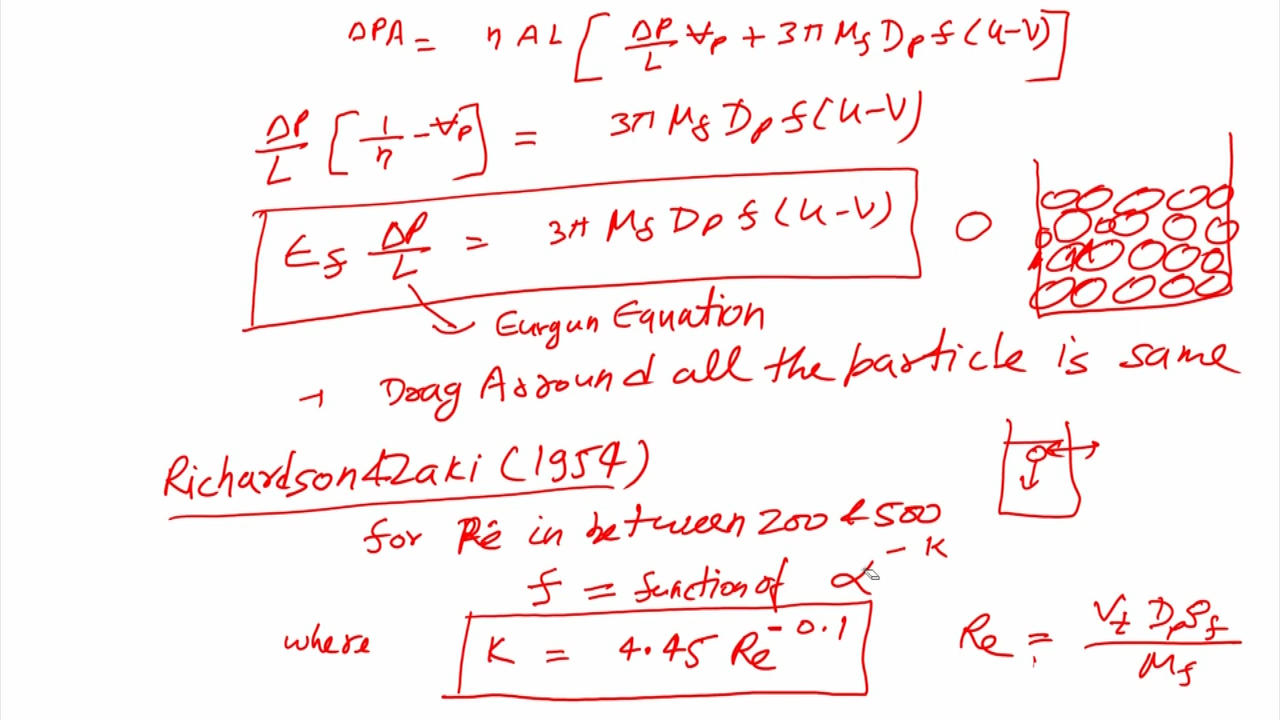 ΔPA = η A L [ ΔP/L ∀p + 3π μf Dp f (u-v) ]
ΔP/L [ 1/η - ∀p ] = 3π μf Dp f (u-v)
εf ΔP/L = 3π μf Dp f (u-v)
Eurgun Equation
→ Drag Arround all the particle is same
Richardson & Zaki (1954)
for Re in between 200 & 500
f = function of α^-K
where K = 4.45 Re^-0.1 Re = Vt Dp ρf / μf